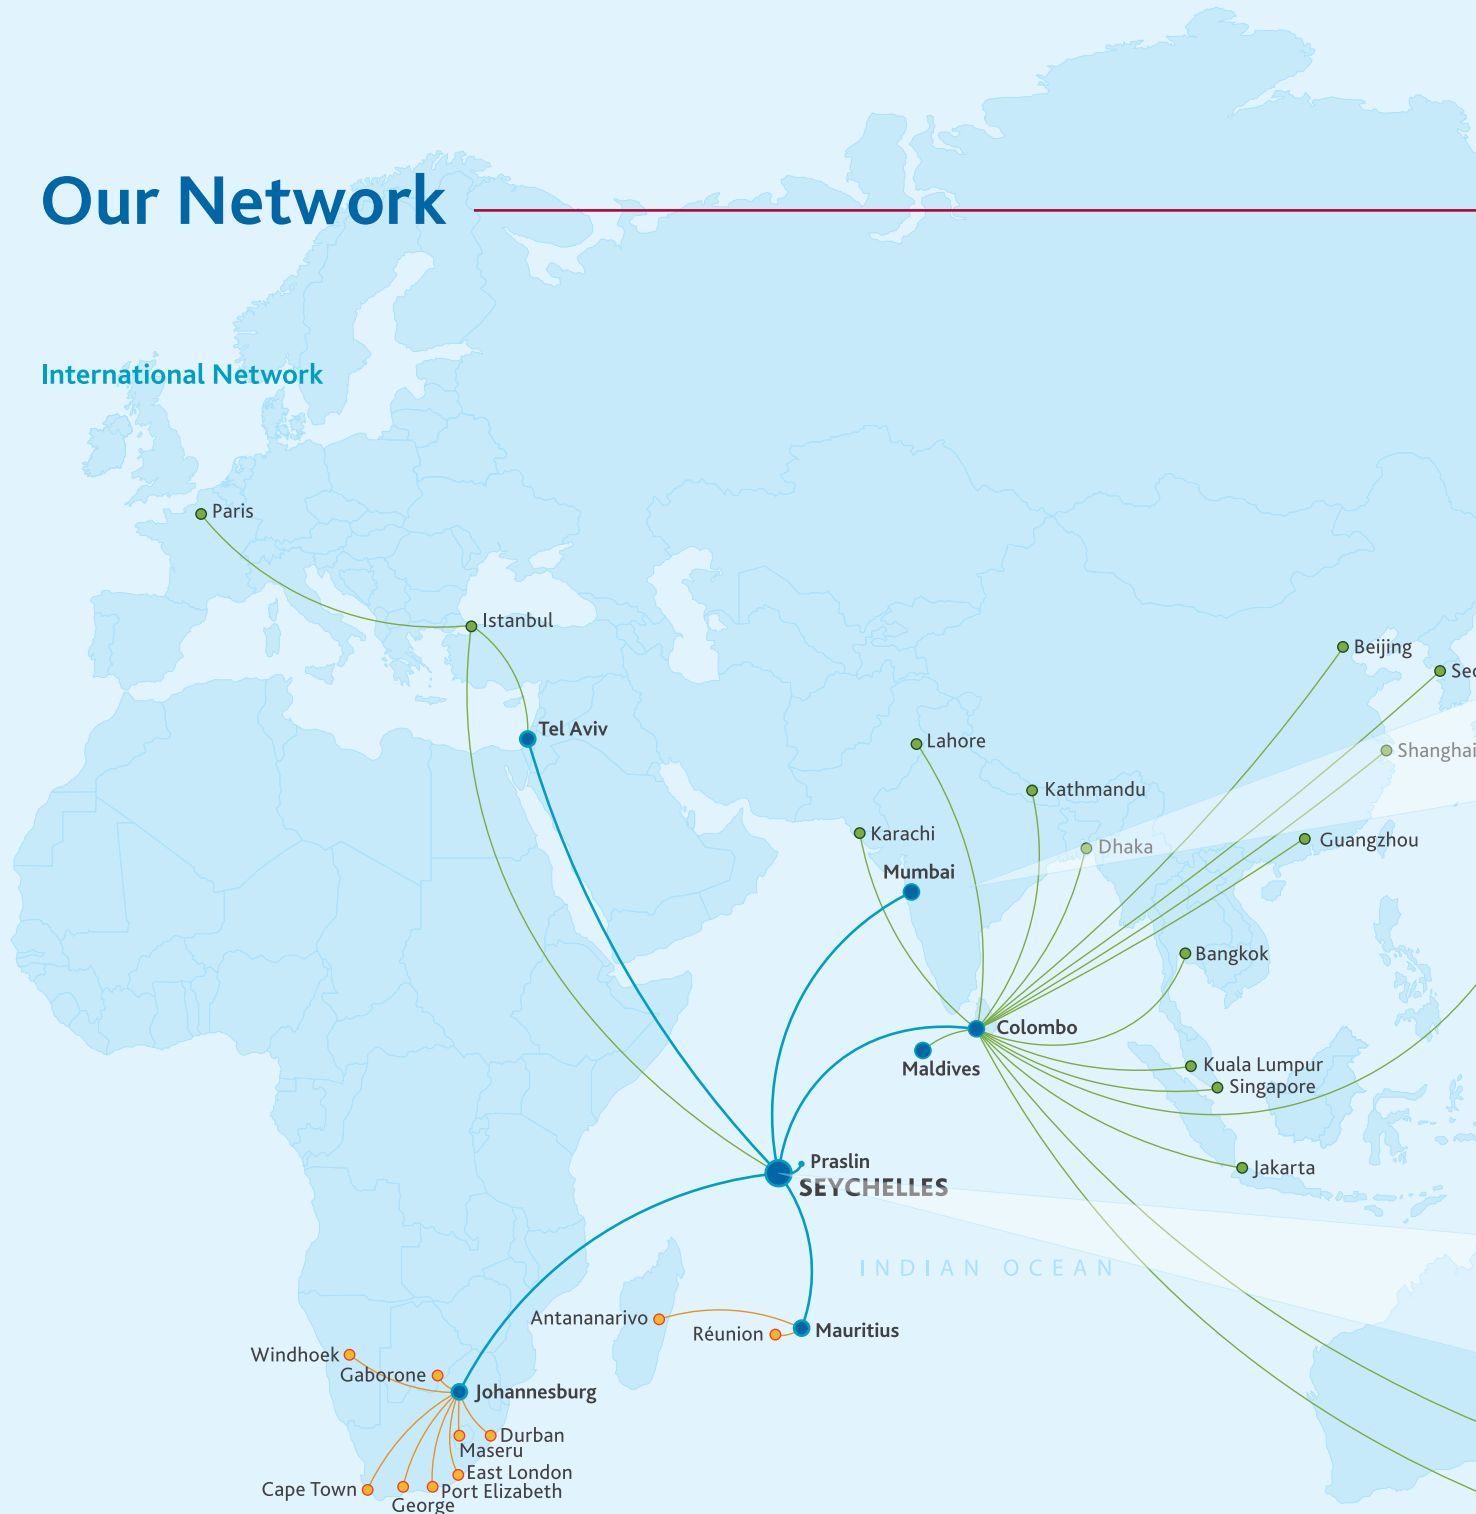 Our Network
International Network
Paris
Istanbul
Tel Aviv
Beijing
Seo
Shanghai
Lahore
Kathmandu
Karachi
Dhaka
Guangzhou
Mumbai
Bangkok
Colombo
Maldives
Kuala Lumpur
Singapore
Praslin
SEYCHELLES
Jakarta
INDIAN OCEAN
Antananarivo
Réunion
Mauritius
Windhoek
Gaborone
Johannesburg
Durban
Maseru
East London
Cape Town
Port Elizabeth
George